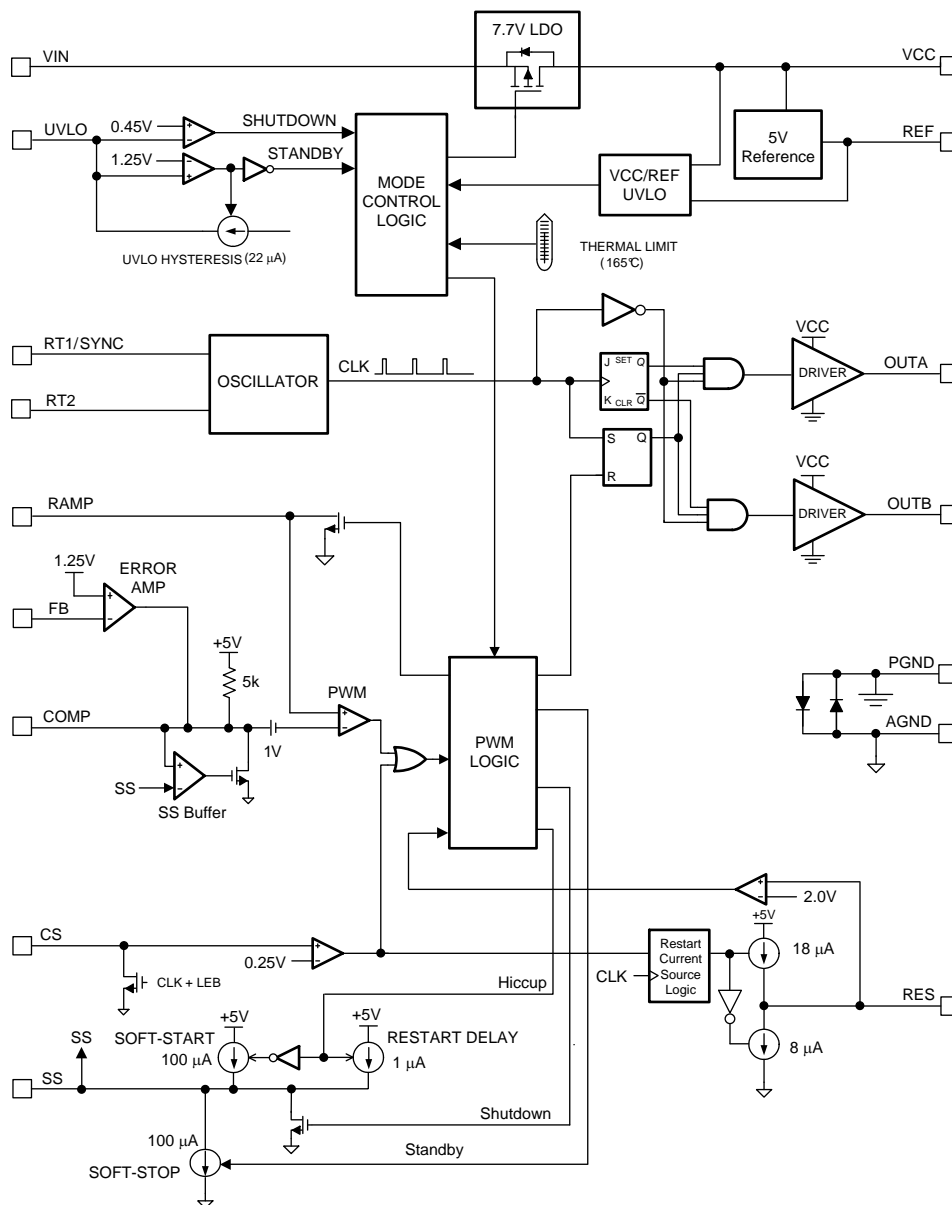 7.7V LDO
VIN
VCC
UVLO
0.45V
+
−
SHUTDOWN
1.25V
−
+
STANDBY
MODE
CONTROL
LOGIC
5V
Reference
REF
VCC/REF
UVLO
UVLO HYSTERESIS (22 μA)
THERMAL LIMIT
(165°C)
RT1/SYNC
RT2
OSCILLATOR
CLK
J SET Q
K CLR Q̅
S Q
R
VCC
DRIVER
OUTA
VCC
DRIVER
OUTB
RAMP
1.25V
ERROR
AMP
+
−
FB
+5V
5k
COMP
1V
PWM
+
−
+
−
SS
SS Buffer
PWM
LOGIC
PGND
AGND
+
−
2.0V
CS
0.25V
+
−
CLK + LEB
Restart
Current
Source
Logic
CLK
+5V
18 μA
RES
8 μA
Hiccup
SS
+5V
SOFT-START
100 μA
+5V
RESTART DELAY
1 μA
SS
Shutdown
Standby
100 μA
SOFT-STOP